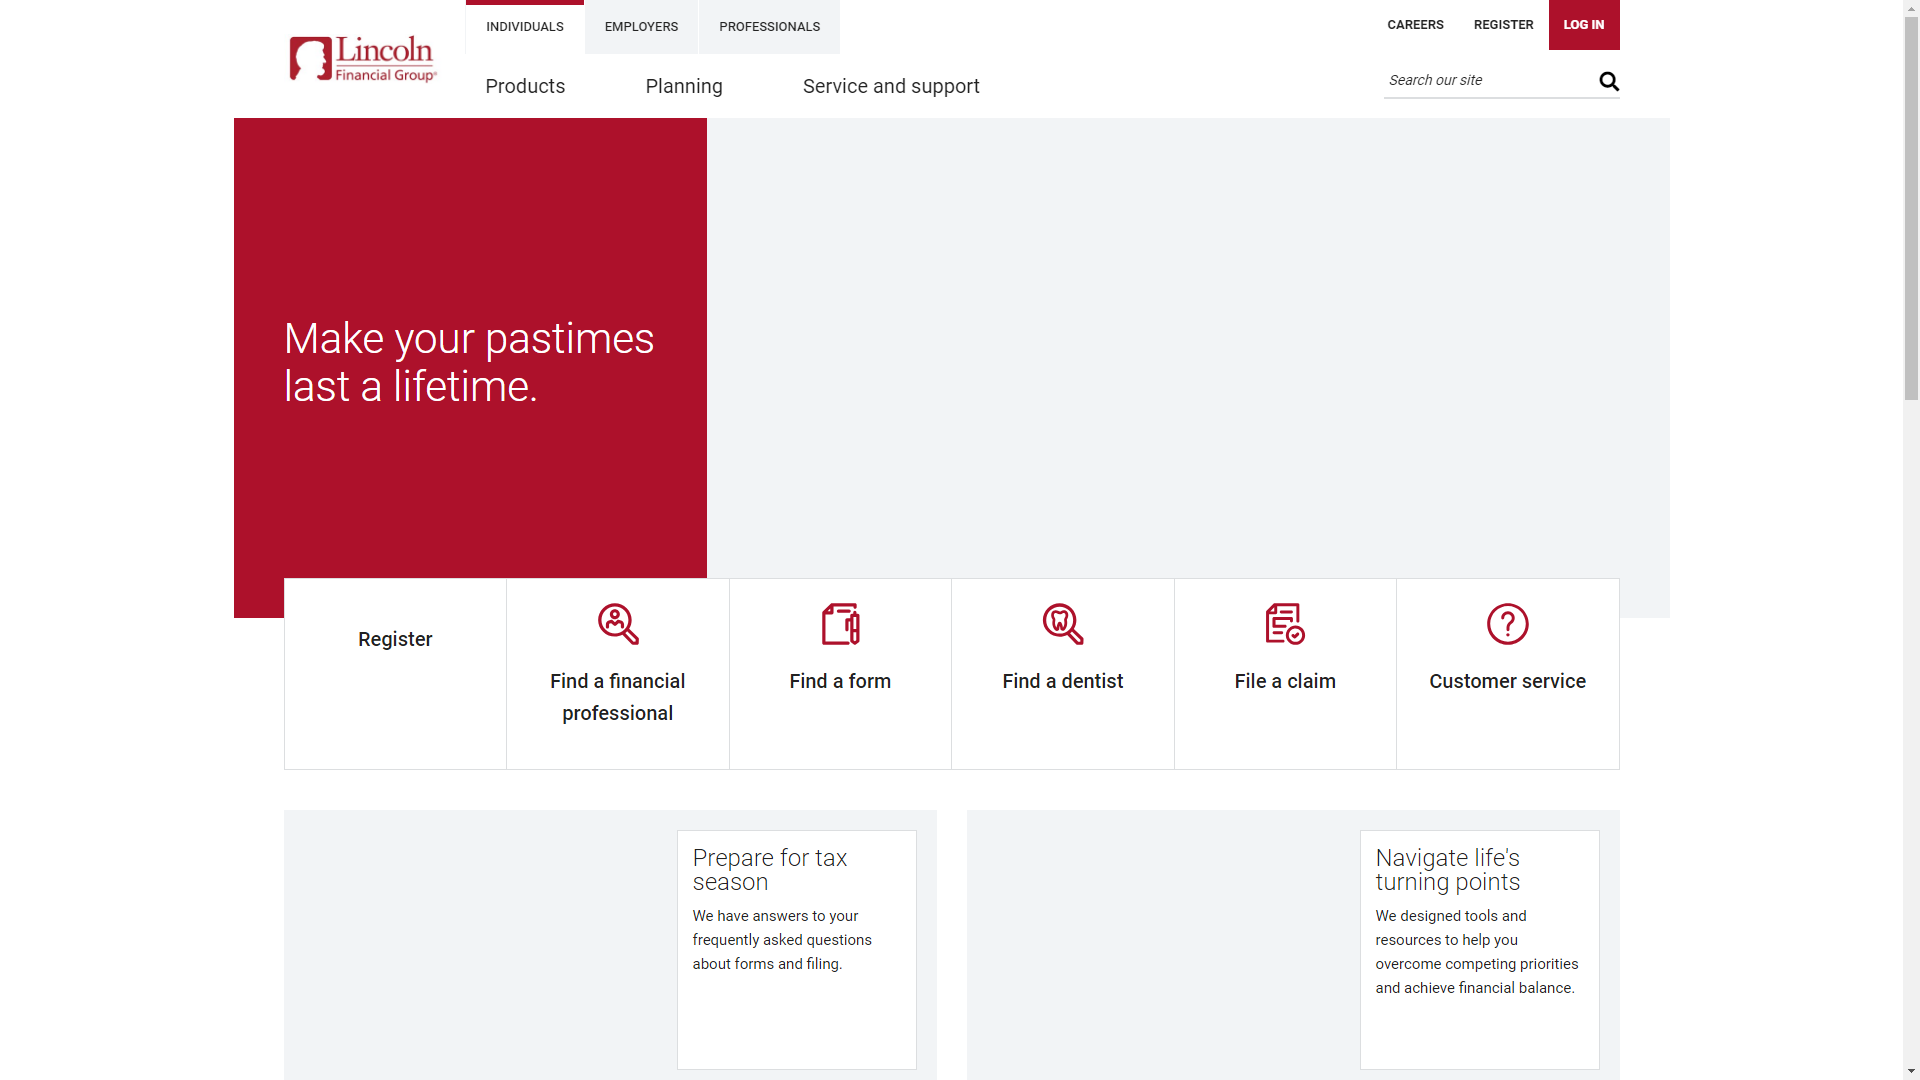 INDIVIDUALS
EMPLOYERS
PROFESSIONALS
CAREERS
REGISTER
LOG IN
Lincoln
Financial Group®
Products
Planning
Service and support
Search our site
Make your pastimes
last a lifetime.
Register
Find a financial
professional
Find a form
Find a dentist
File a claim
Customer service
Prepare for tax
season
We have answers to your
frequently asked questions
about forms and filing.
Navigate life's
turning points
We designed tools and
resources to help you
overcome competing priorities
and achieve financial balance.